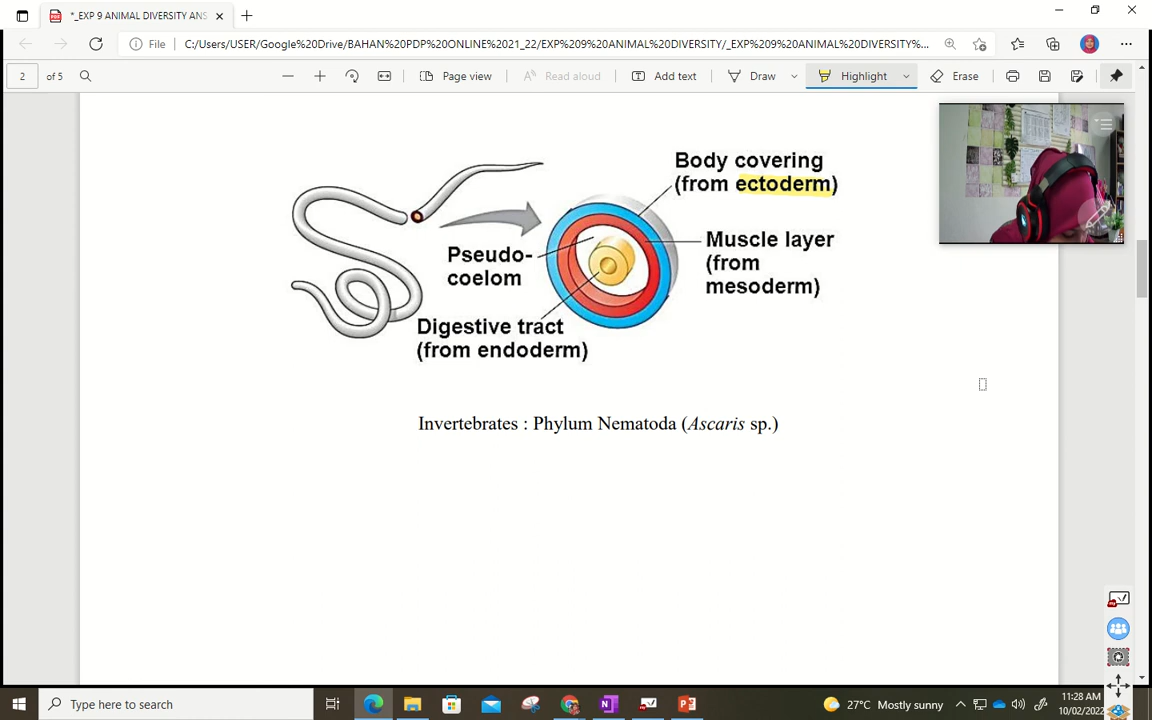 *_EXP 9 ANIMAL DIVERSITY ANS
File C:/Users/USER/Google%20Drive/BAHAN%20PDP%20ONLINE%2021_22/EXP%209%20ANIMAL%20DIVERSITY/_EXP%209%20ANIMAL%20DIVERSITY%...
2 of 5 Page view Read aloud Add text Draw Highlight Erase
Body covering
(from ectoderm)
Muscle layer
(from
mesoderm)
Pseudo-
coelom
Digestive tract
(from endoderm)
Invertebrates : Phylum Nematoda (Ascaris sp.)
Type here to search
27°C Mostly sunny
11:28 AM
10/02/2022